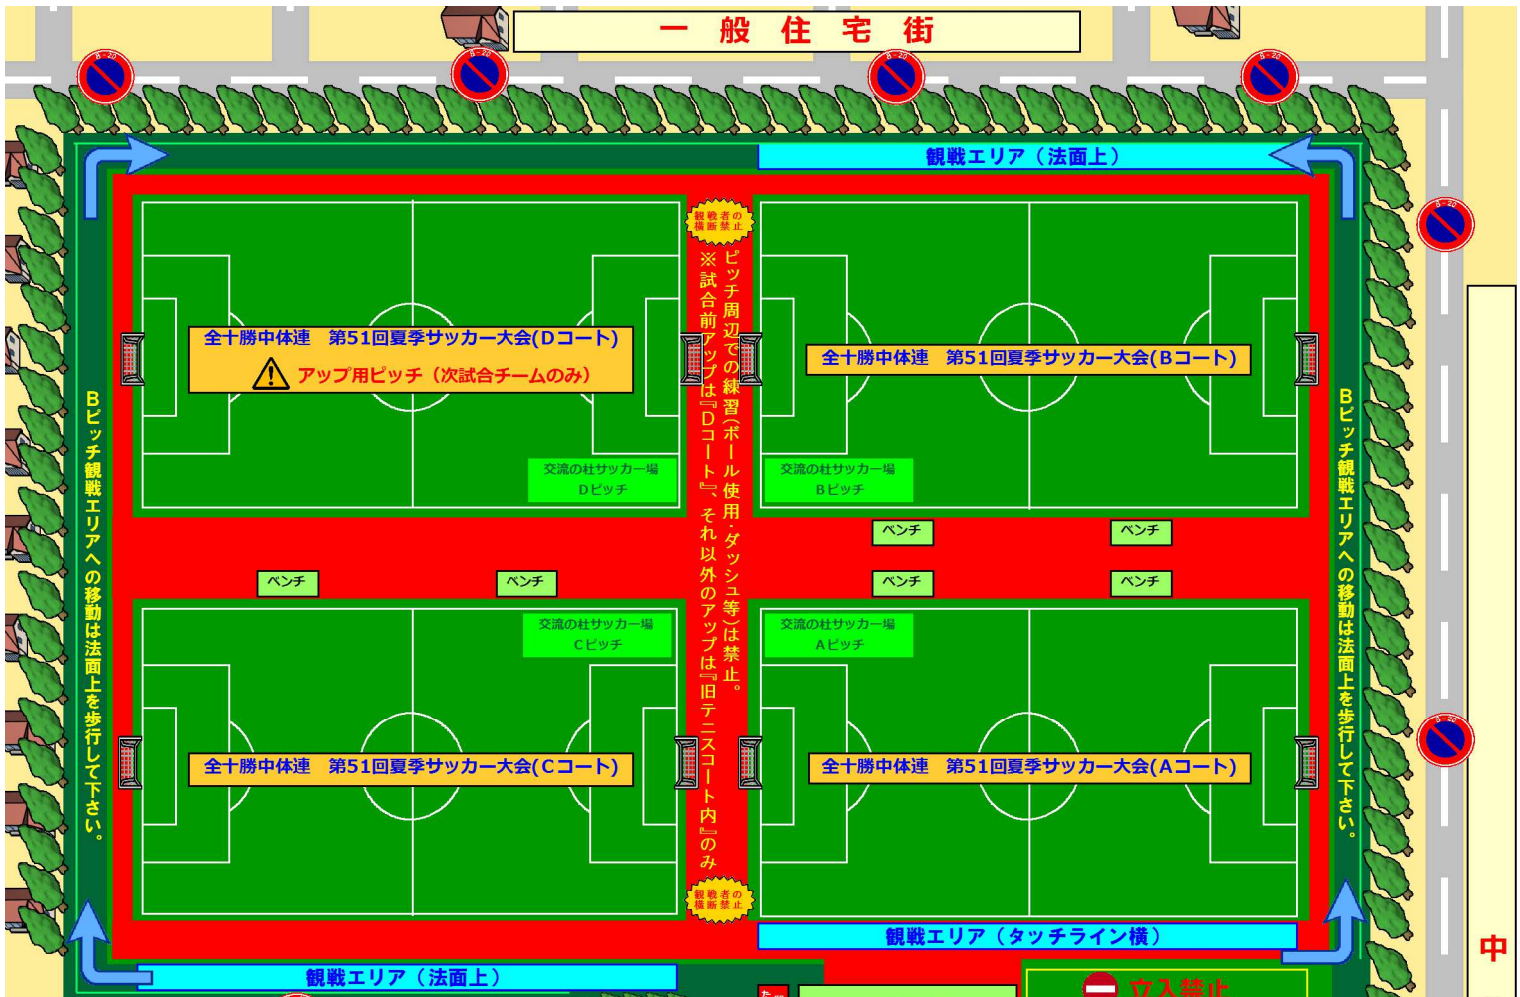 一般住宅街
観戦エリア（法面上）
観戦者の
横断禁止
全十勝中体連　第51回夏季サッカー大会(Dコート)
アップ用ピッチ（次試合チームのみ）
全十勝中体連　第51回夏季サッカー大会(Bコート)
交流の杜サッカー場
Dピッチ
交流の杜サッカー場
Bピッチ
ピッチ周辺での練習(ボール使用・ダッシュ等)は禁止。
※試合前アップは『Dコート』、それ以外のアップは『旧テニスコート内』のみ
Bピッチ観戦エリアへの移動は法面上を歩行して下さい。
Bピッチ観戦エリアへの移動は法面上を歩行して下さい。
ベンチ
ベンチ
ベンチ
ベンチ
ベンチ
ベンチ
交流の杜サッカー場
Cピッチ
交流の杜サッカー場
Aピッチ
全十勝中体連　第51回夏季サッカー大会(Cコート)
全十勝中体連　第51回夏季サッカー大会(Aコート)
観戦者の
横断禁止
観戦エリア（タッチライン横）
観戦エリア（法面上）
中
立入禁止